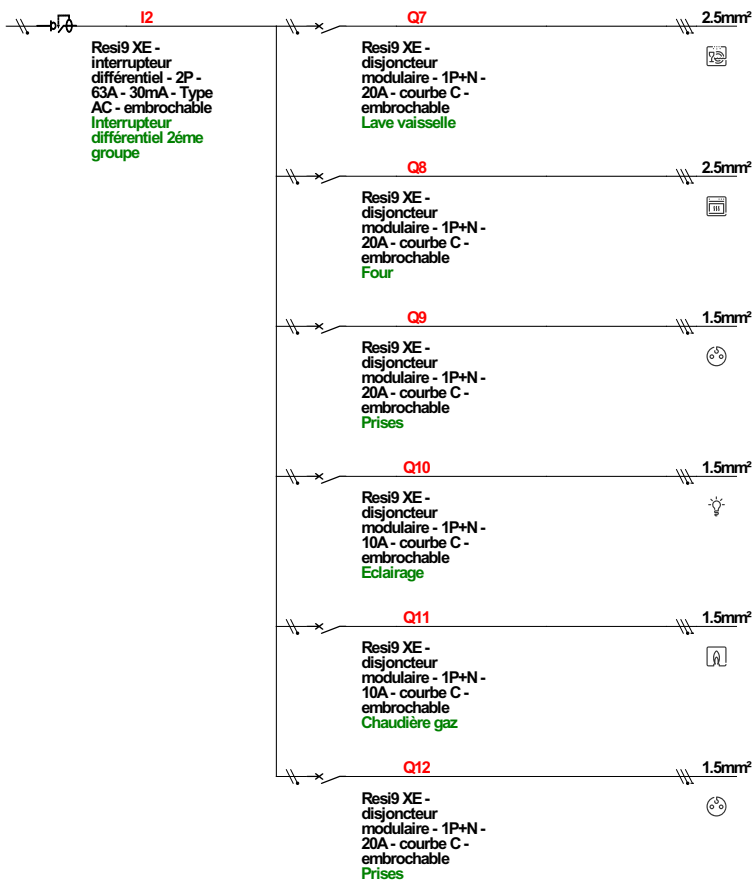 I2
Resi9 XE -
interrupteur
différentiel - 2P -
63A - 30mA - Type
AC - embrochable
Interrupteur
différentiel 2éme
groupe
Q7
2.5mm²
Resi9 XE -
disjoncteur
modulaire - 1P+N -
20A - courbe C -
embrochable
Lave vaisselle
Q8
2.5mm²
Resi9 XE -
disjoncteur
modulaire - 1P+N -
20A - courbe C -
embrochable
Four
Q9
1.5mm²
Resi9 XE -
disjoncteur
modulaire - 1P+N -
20A - courbe C -
embrochable
Prises
Q10
1.5mm²
Resi9 XE -
disjoncteur
modulaire - 1P+N -
10A - courbe C -
embrochable
Eclairage
Q11
1.5mm²
Resi9 XE -
disjoncteur
modulaire - 1P+N -
10A - courbe C -
embrochable
Chaudière gaz
Q12
1.5mm²
Resi9 XE -
disjoncteur
modulaire - 1P+N -
20A - courbe C -
embrochable
Prises